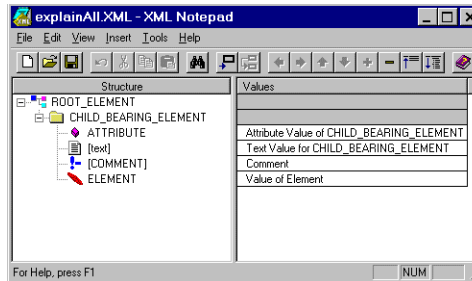 explainAll.XML - XML Notepad
File Edit View Insert Tools Help
Structure Values
ROOT_ELEMENT
CHILD_BEARING_ELEMENT
ATTRIBUTE Attribute Value of CHILD_BEARING_ELEMENT
[text] Text Value for CHILD_BEARING_ELEMENT
[COMMENT] Comment
ELEMENT Value of Element
For Help, press F1 NUM